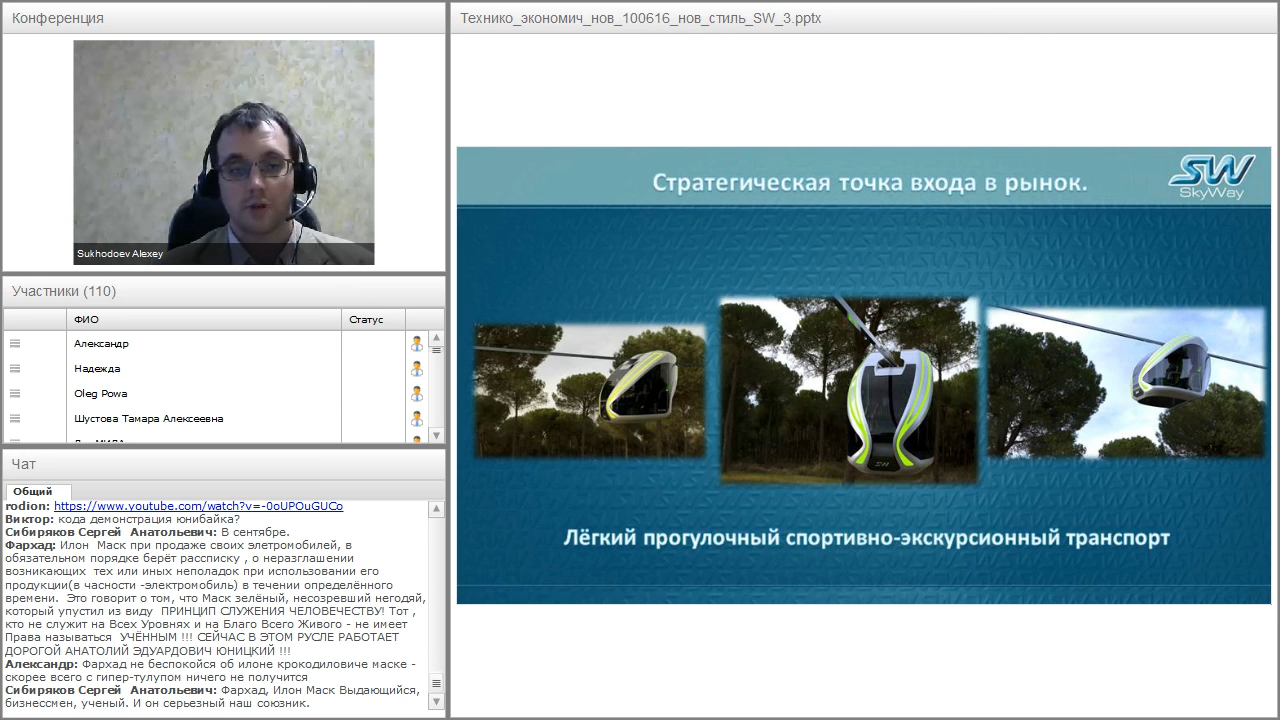 Конференция
Sukhodoev Alexey
Участники (110)
ФИО
Статус
Александр
Надежда
Oleg Powa
Шустова Тамара Алексеевна
Чат
Общий
rodion: https://www.youtube.com/watch?v=-0oUPOuGUCo
Виктор: кода демонстрация юнибайка?
Сибиряков Сергей Анатольевич: В сентябре.
Фархад: Илон Маск при продаже своих элетромобилей, в
обязательном порядке берёт рассписку , о неразглашении
возникающих тех или иных неполадок при использовании его
продукции(в часности -электромобиль) в течении определённого
времени. Это говорит о том, что Маск зелёный, несозревший негодяй,
который упустил из виду ПРИНЦИП СЛУЖЕНИЯ ЧЕЛОВЕЧЕСТВУ! Тот ,
кто не служит на Всех Уровнях и на Благо Всего Живого - не имеет
Права называться УЧЁННЫМ !!! СЕЙЧАС В ЭТОМ РУСЛЕ РАБОТАЕТ
ДОРОГОЙ АНАТОЛИЙ ЭДУАРДОВИЧ ЮНИЦКИЙ !!!
Александр: Фархад не беспокойся об илоне крокодиловиче маске -
скорее всего с гипер-тулупом ничего не получится
Сибиряков Сергей Анатольевич: Фархад, Илон Маск Выдающийся,
бизнессмен, ученый. И он сюрьезный наш союзник.
Технико_экономич_нов_100616_нов_стиль_SW_3.pptx
Стратегическая точка входа в рынок.
SW
SkyWay
SW
Лёгкий прогулочный спортивно-экскурсионный транспорт